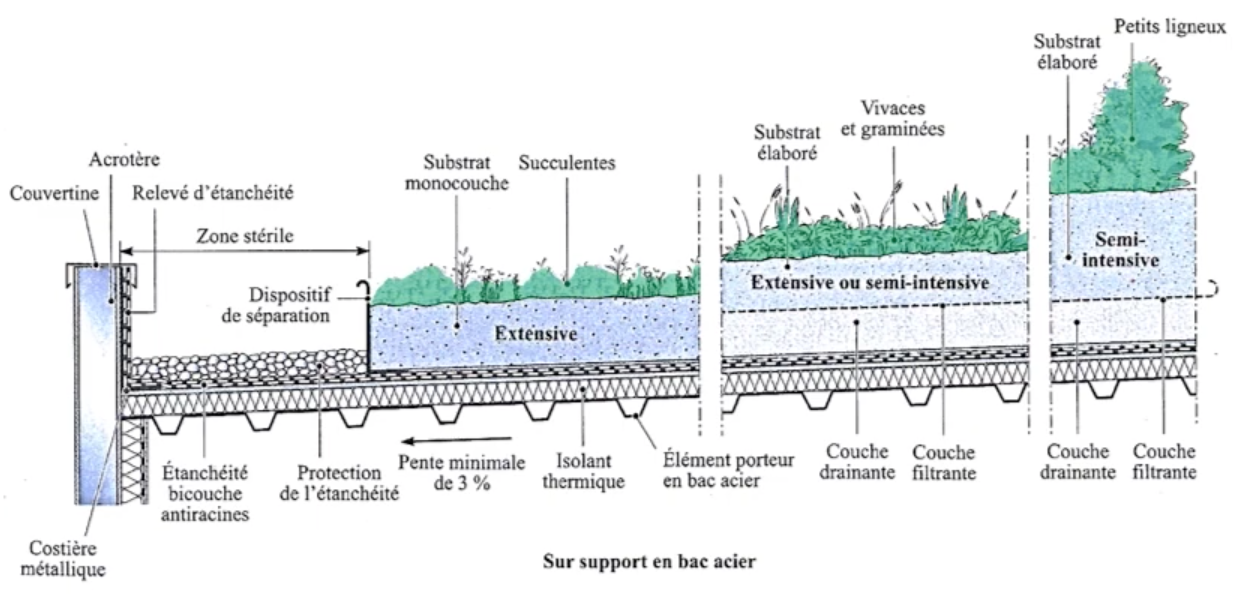 Petits ligneux
Substrat
élaboré
Vivaces
et graminées
Substrat
élaboré
Acrotère
Substrat
monocouche
Succulentes
Couvertine
Relevé d'étanchéité
Zone stérile
Semi-
intensive
Extensive ou semi-intensive
Dispositif
de séparation
Extensive
Étanchéité
bicouche
antiracines
Protection
de l'étanchéité
Pente minimale
de 3 %
Isolant
thermique
Élément porteur
en bac acier
Couche
drainante
Couche
filtrante
Couche
drainante
Couche
filtrante
Costière
métallique
Sur support en bac acier